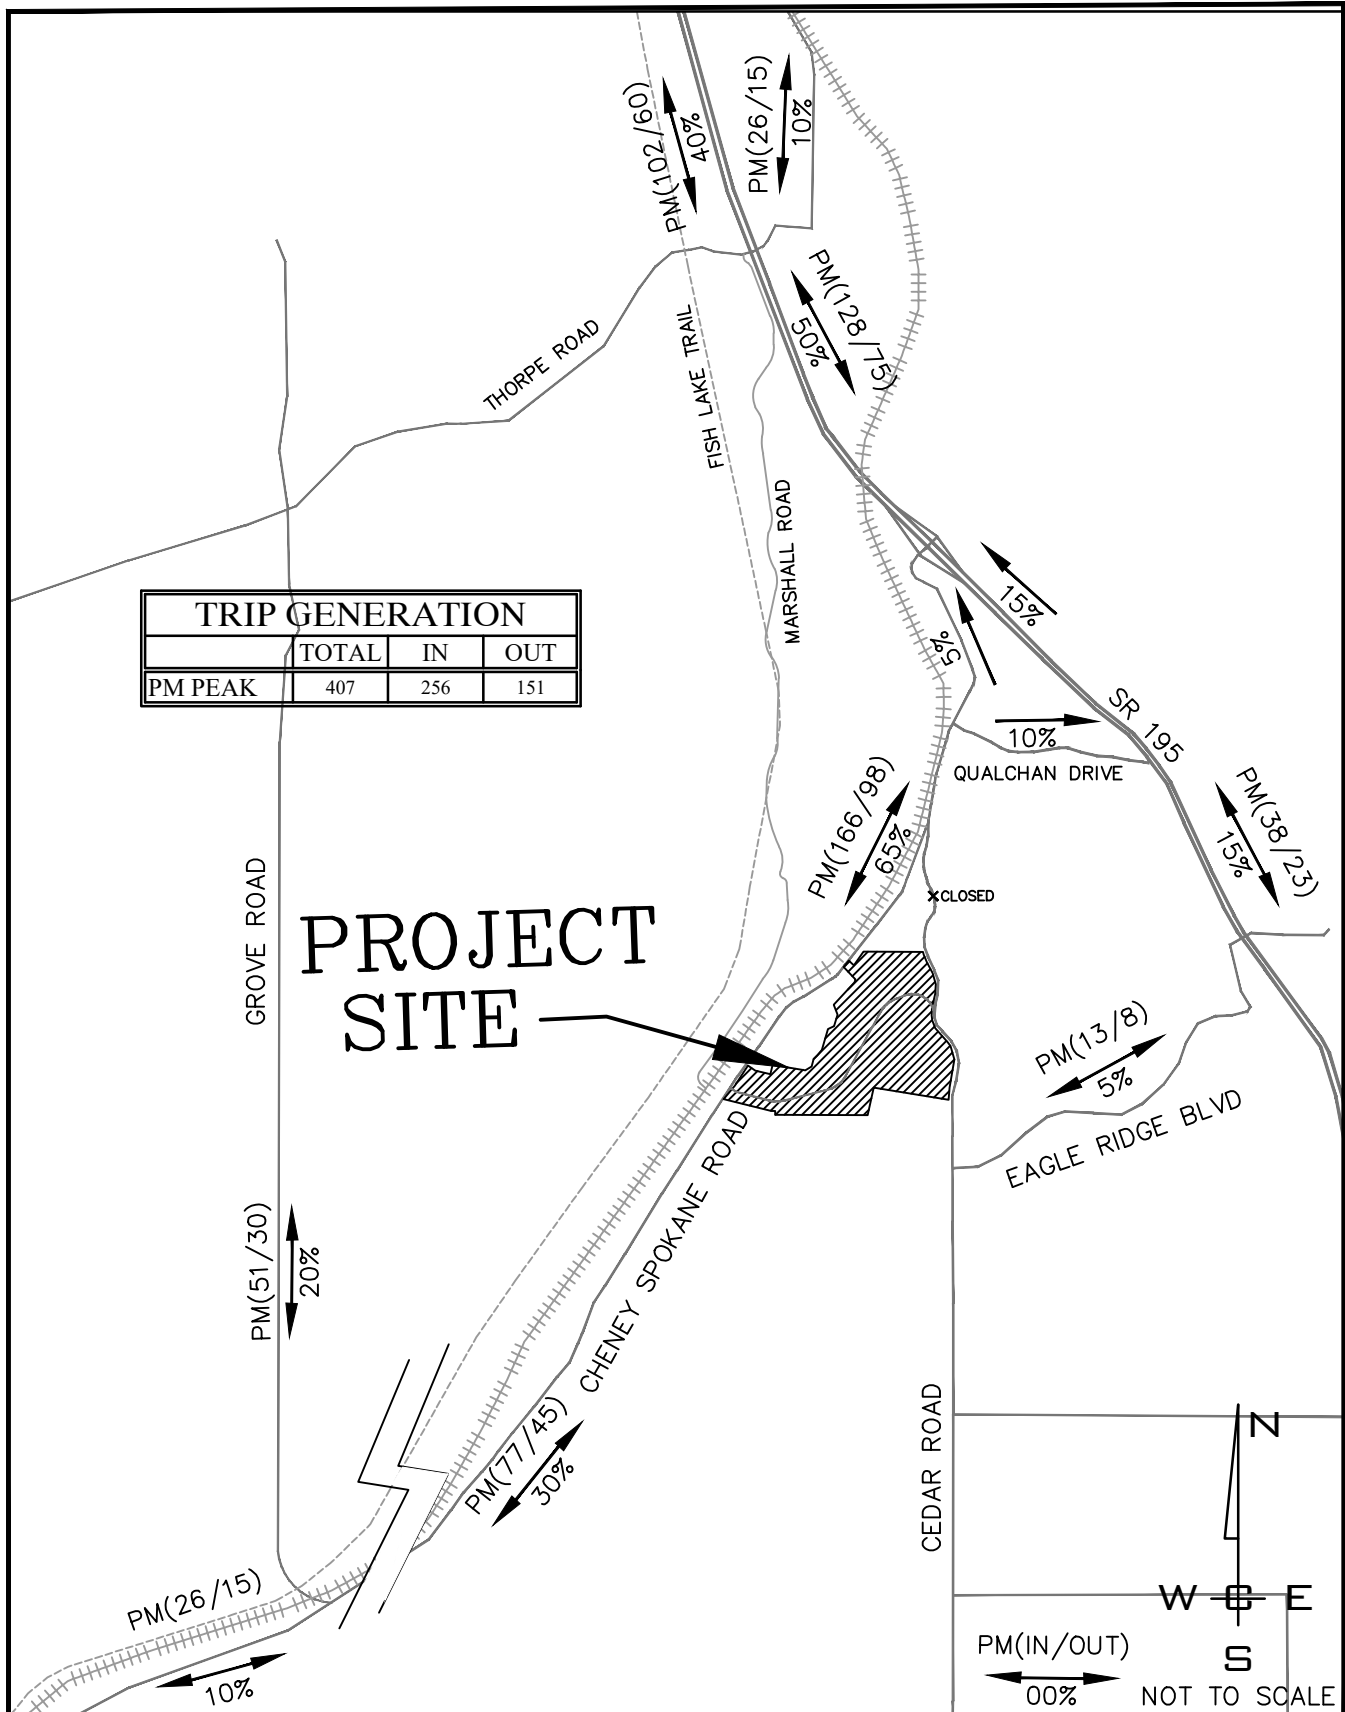 PM(102/60)
40%
PM(26/15)
10%
PM(128/75)
50%
THORPE ROAD
FISH LAKE TRAIL
MARSHALL ROAD
15%
5%
TRIP GENERATION
TOTAL IN OUT
PM PEAK 407 256 151
SR 195
10%
QUALCHAN DRIVE
PM(166/98)
65%
PM(38/23)
15%
CLOSED
GROVE ROAD
PROJECT
SITE
PM(13/8)
5%
EAGLE RIDGE BLVD
CHENEY SPOKANE ROAD
PM(51/30)
20%
PM(77/45)
30%
CEDAR ROAD
N
W C E
S
PM(26/15)
10%
PM(IN/OUT)
00%
NOT TO SCALE